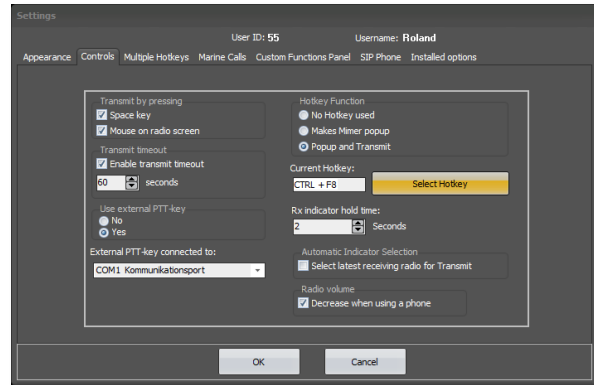 Settings
User ID: 55 Username: Roland
Appearance Controls Multiple Hotkeys Marine Calls Custom Functions Panel SIP Phone Installed options
Transmit by pressing
Space key
Mouse on radio screen
Transmit timeout
Enable transmit timeout
60 seconds
Use external PTT-key
No
Yes
External PTT-key connected to:
COM1 Kommunikationsport
Hotkey Function
No Hotkey used
Makes Mimer popup
Popup and Transmit
Current Hotkey:
CTRL + F8 Select Hotkey
Rx indicator hold time:
2 Seconds
Automatic Indicator Selection
Select latest receiving radio for Transmit
Radio volume
Decrease when using a phone
OK Cancel